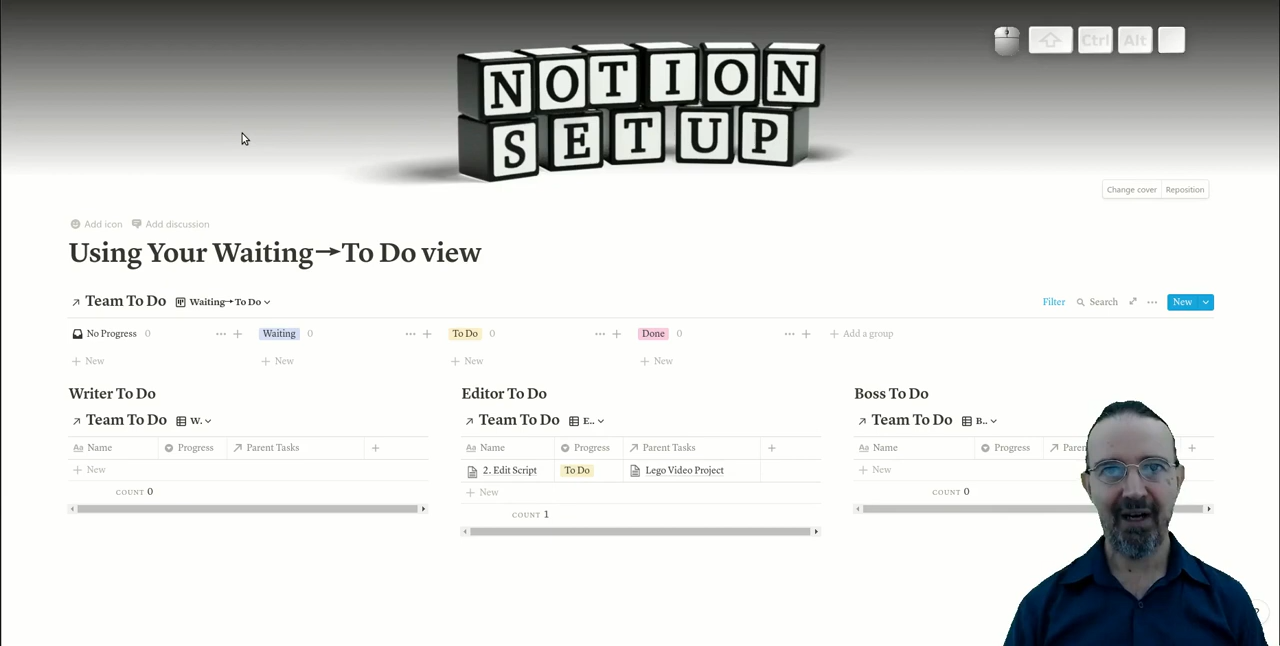 NOTION
SETUP
Ctrl Alt
Change cover Reposition
Add icon Add discussion
Using Your Waiting→To Do view
Team To Do Waiting→To Do
Filter Search New
No Progress 0 Waiting 0 To Do 0 Done 0 Add a group
New New New New
Writer To Do Editor To Do Boss To Do
Team To Do W. Team To Do E.. Team To Do B..
Aa Name Progress Parent Tasks Aa Name Progress Parent Tasks Aa Name Progress Paren
New 2. Edit Script To Do Lego Video Project New
COUNT 0 New COUNT 0
COUNT 1